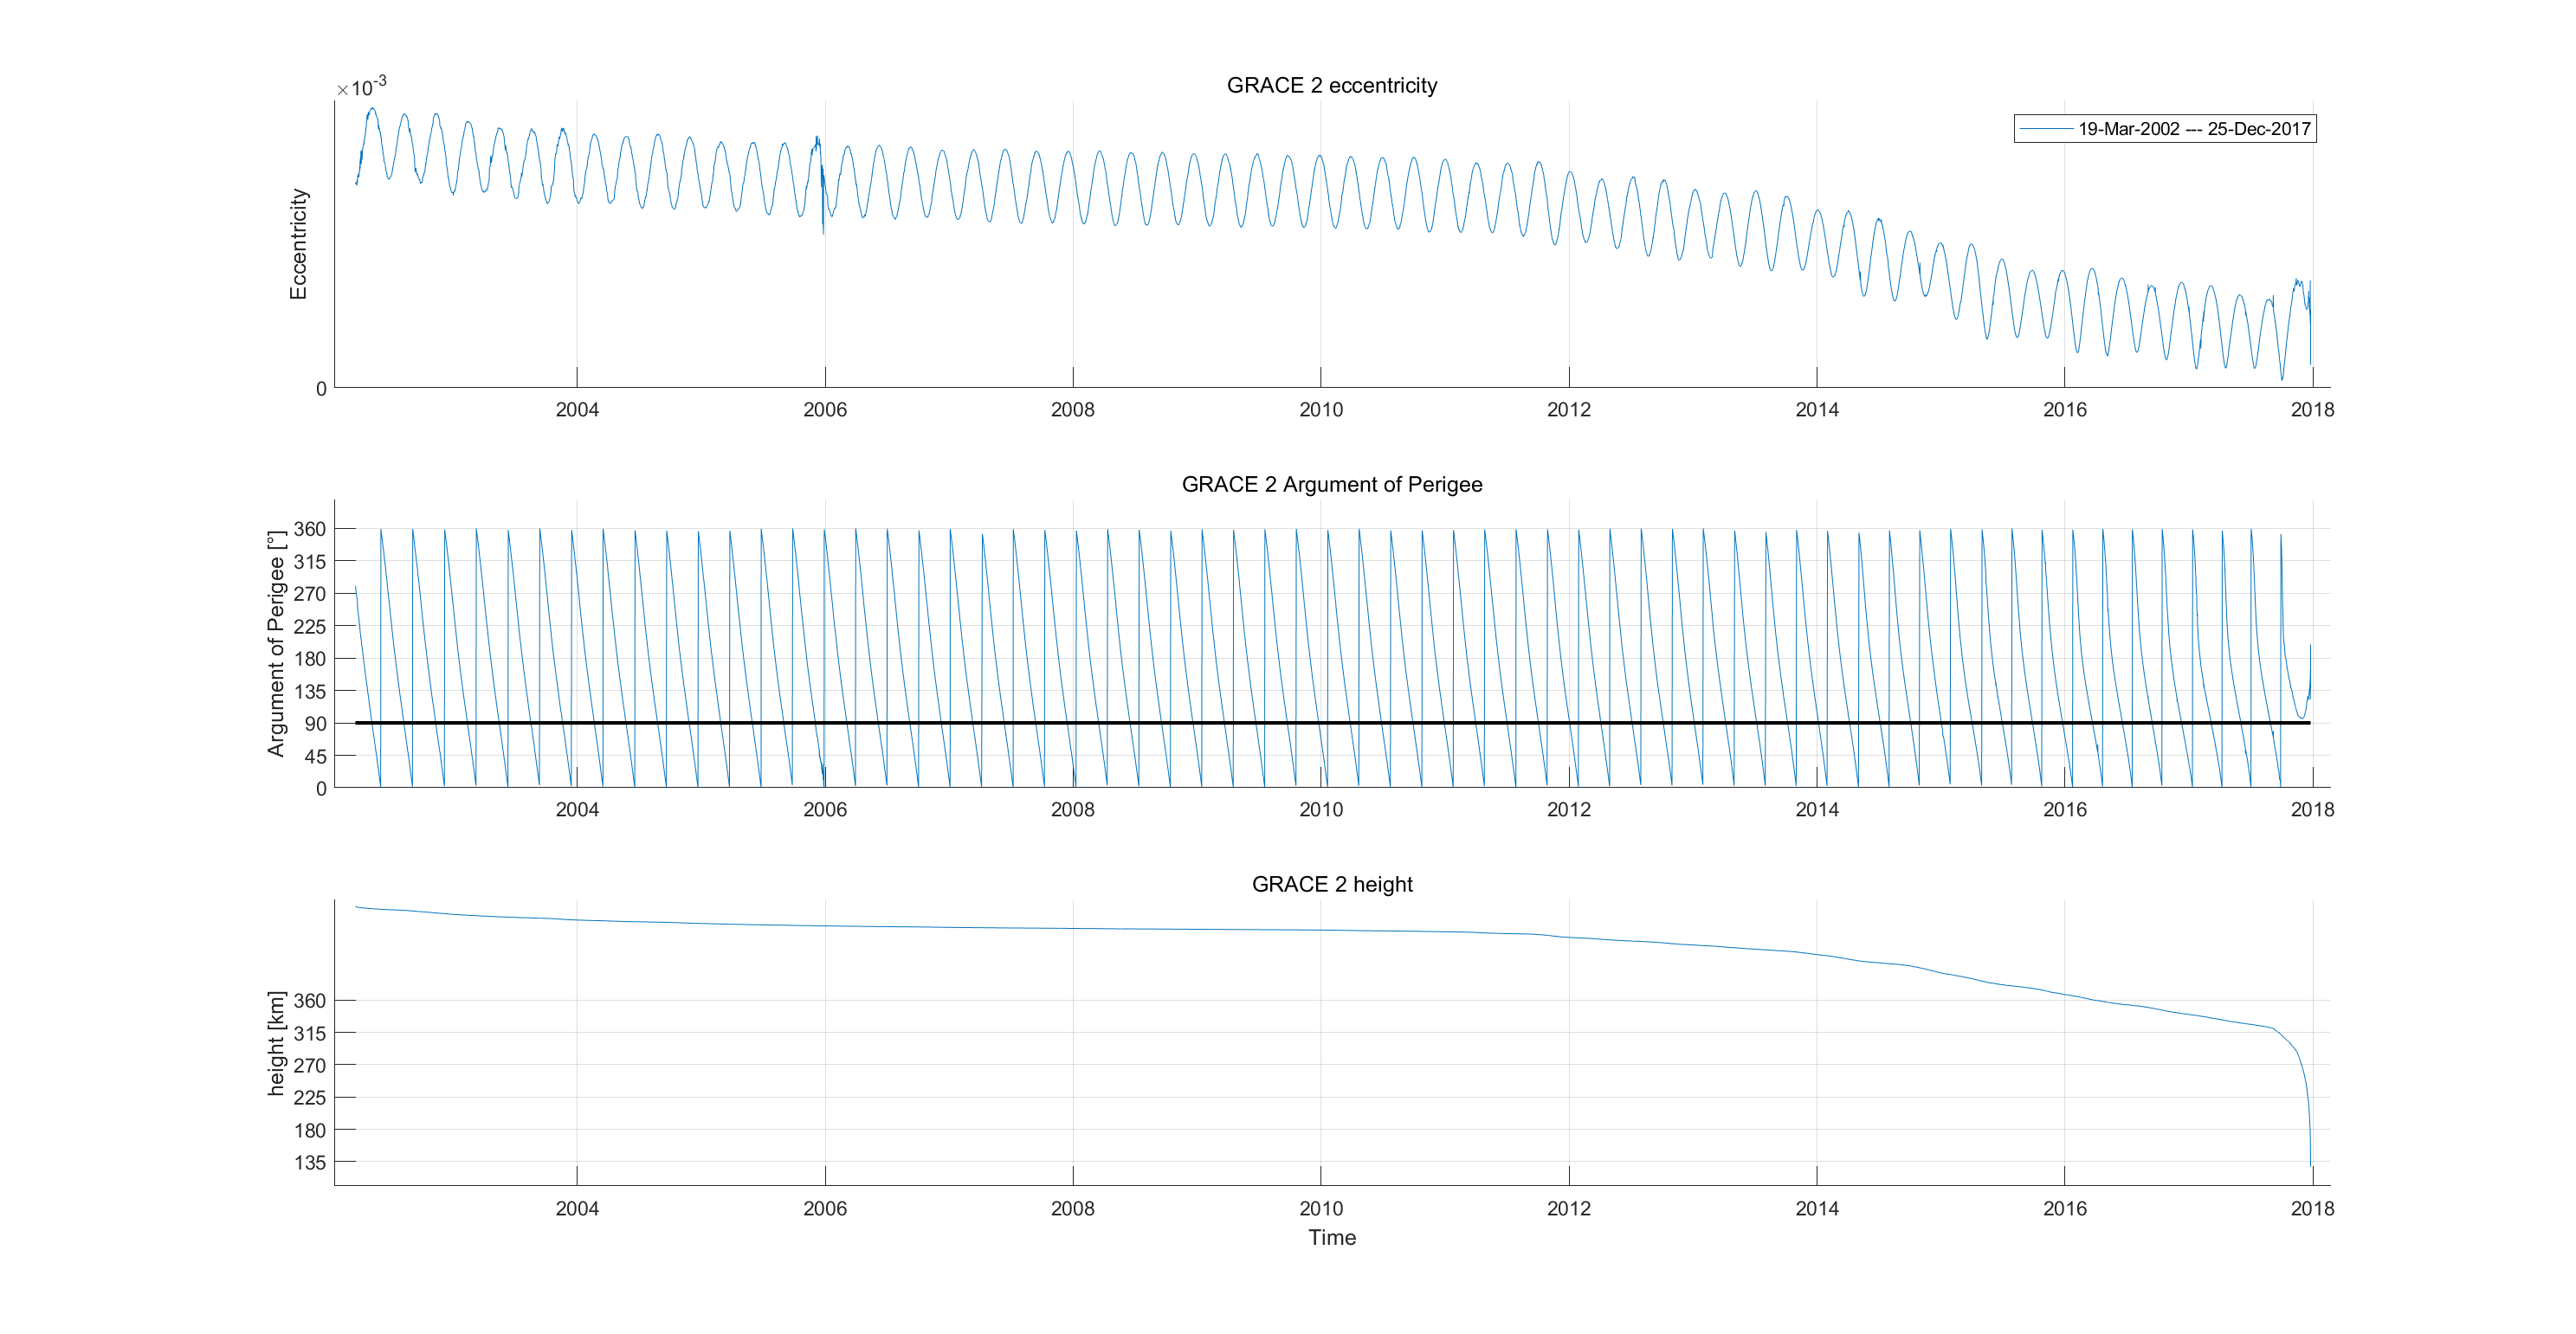 ×10-3
GRACE 2 eccentricity
19-Mar-2002 --- 25-Dec-2017
Eccentricity
0
2004 2006 2008 2010 2012 2014 2016 2018
GRACE 2 Argument of Perigee
Argument of Perigee [°]
360
315
270
225
180
135
90
45
0
2004 2006 2008 2010 2012 2014 2016 2018
GRACE 2 height
height [km]
360
315
270
225
180
135
2004 2006 2008 2010 2012 2014 2016 2018
Time